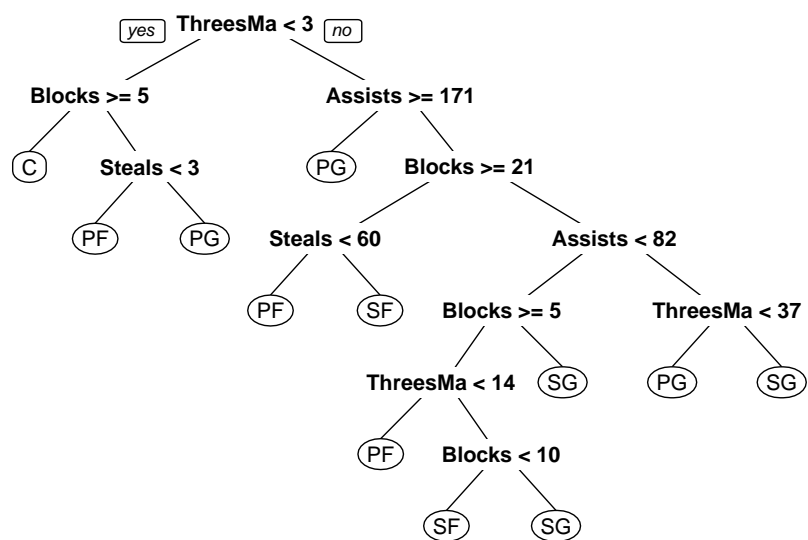 yes ThreesMa < 3 no
Blocks >= 5 Assists >= 171
C Steals < 3 PG Blocks >= 21
PF PG Steals < 60 Assists < 82
PF SF Blocks >= 5 ThreesMa < 37
ThreesMa < 14 SG PG SG
PF Blocks < 10
SF SG